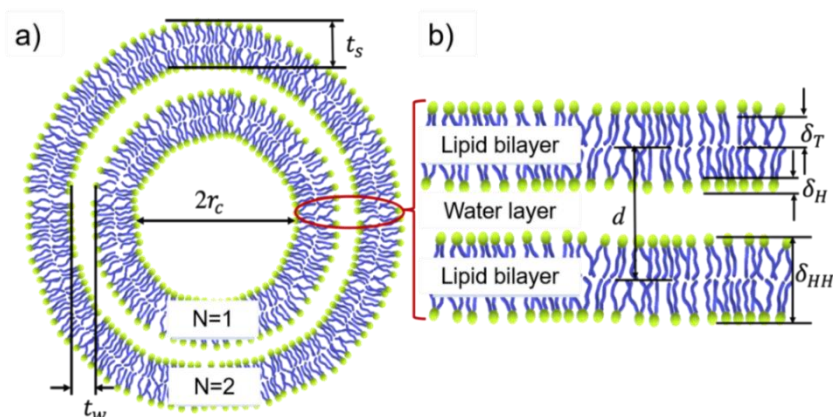 a)
t_s
2r_c
N=1
N=2
t_w
b)
Lipid bilayer
δ_T
δ_H
Water layer
d
Lipid bilayer
δ_HH